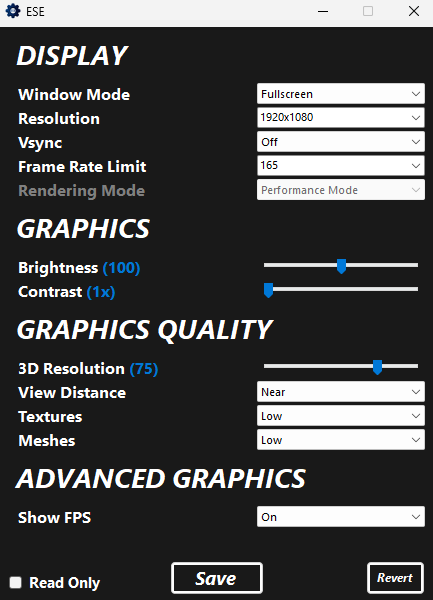 ESE
DISPLAY
Window Mode Fullscreen
Resolution 1920x1080
Vsync Off
Frame Rate Limit 165
Rendering Mode Performance Mode
GRAPHICS
Brightness (100)
Contrast (1x)
GRAPHICS QUALITY
3D Resolution (75)
View Distance Near
Textures Low
Meshes Low
ADVANCED GRAPHICS
Show FPS On
Read Only Save Revert